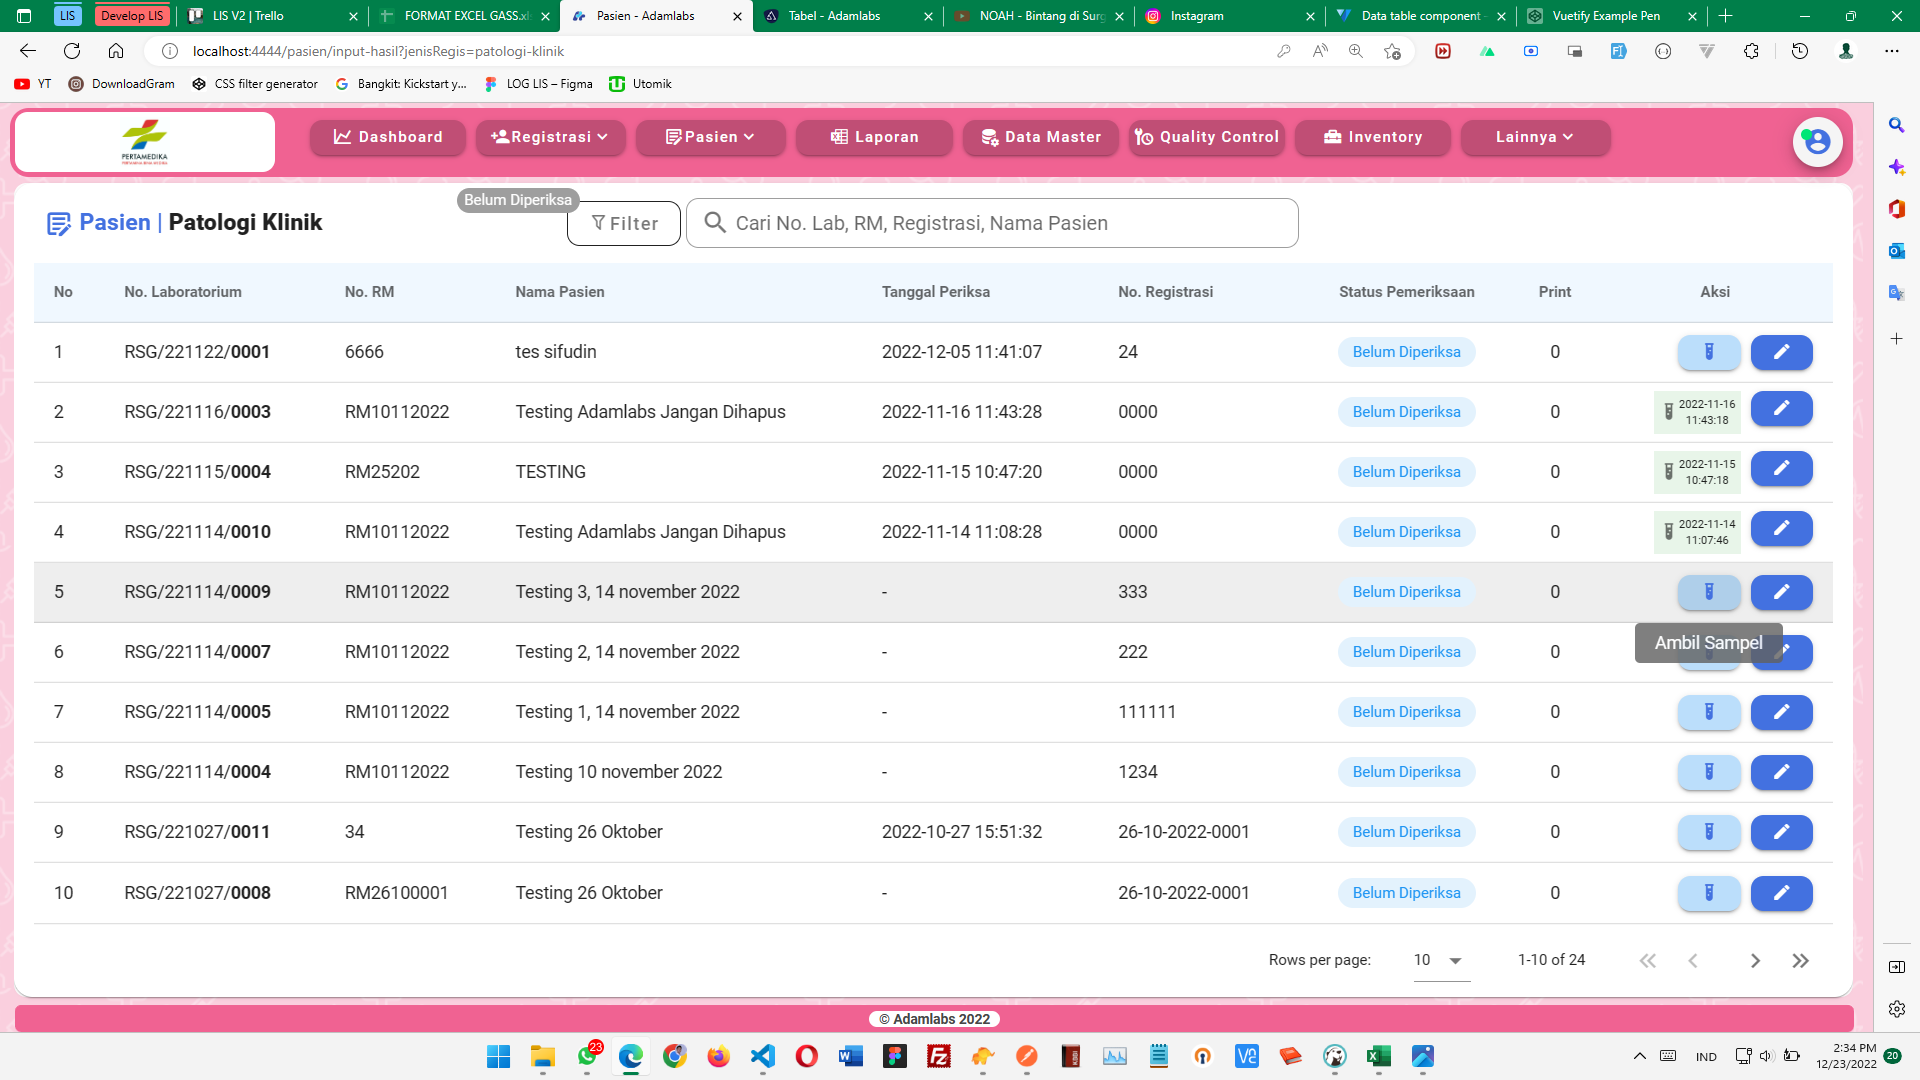 LIS
Develop LIS
LIS V2 | Trello
FORMAT EXCEL GASS.xl
Pasien - Adamlabs
Tabel - Adamlabs
NOAH - Bintang di Surg
Instagram
Data table component -
Vuetify Example Pen
localhost:4444/pasien/input-hasil?jenisRegis=patologi-klinik
YT
DownloadGram
CSS filter generator
Bangkit: Kickstart y...
LOG LIS – Figma
Utomik
PERTAMEDIKA
Dashboard
Registrasi
Pasien
Laporan
Data Master
Quality Control
Inventory
Lainnya
Pasien | Patologi Klinik
Belum Diperiksa
Filter
Cari No. Lab, RM, Registrasi, Nama Pasien
No No. Laboratorium No. RM Nama Pasien Tanggal Periksa No. Registrasi Status Pemeriksaan Print Aksi
1 RSG/221122/0001 6666 tes sifudin 2022-12-05 11:41:07 24 Belum Diperiksa 0
2 RSG/221116/0003 RM10112022 Testing Adamlabs Jangan Dihapus 2022-11-16 11:43:28 0000 Belum Diperiksa 0 2022-11-16
11:43:18
3 RSG/221115/0004 RM25202 TESTING 2022-11-15 10:47:20 0000 Belum Diperiksa 0 2022-11-15
10:47:18
4 RSG/221114/0010 RM10112022 Testing Adamlabs Jangan Dihapus 2022-11-14 11:08:28 0000 Belum Diperiksa 0 2022-11-14
11:07:46
5 RSG/221114/0009 RM10112022 Testing 3, 14 november 2022 - 333 Belum Diperiksa 0
Ambil Sampel
6 RSG/221114/0007 RM10112022 Testing 2, 14 november 2022 - 222 Belum Diperiksa 0
7 RSG/221114/0005 RM10112022 Testing 1, 14 november 2022 - 111111 Belum Diperiksa 0
8 RSG/221114/0004 RM10112022 Testing 10 november 2022 - 1234 Belum Diperiksa 0
9 RSG/221027/0011 34 Testing 26 Oktober 2022-10-27 15:51:32 26-10-2022-0001 Belum Diperiksa 0
10 RSG/221027/0008 RM26100001 Testing 26 Oktober - 26-10-2022-0001 Belum Diperiksa 0
Rows per page: 10 1-10 of 24
© Adamlabs 2022
23
IND
2:34 PM
12/23/2022
20